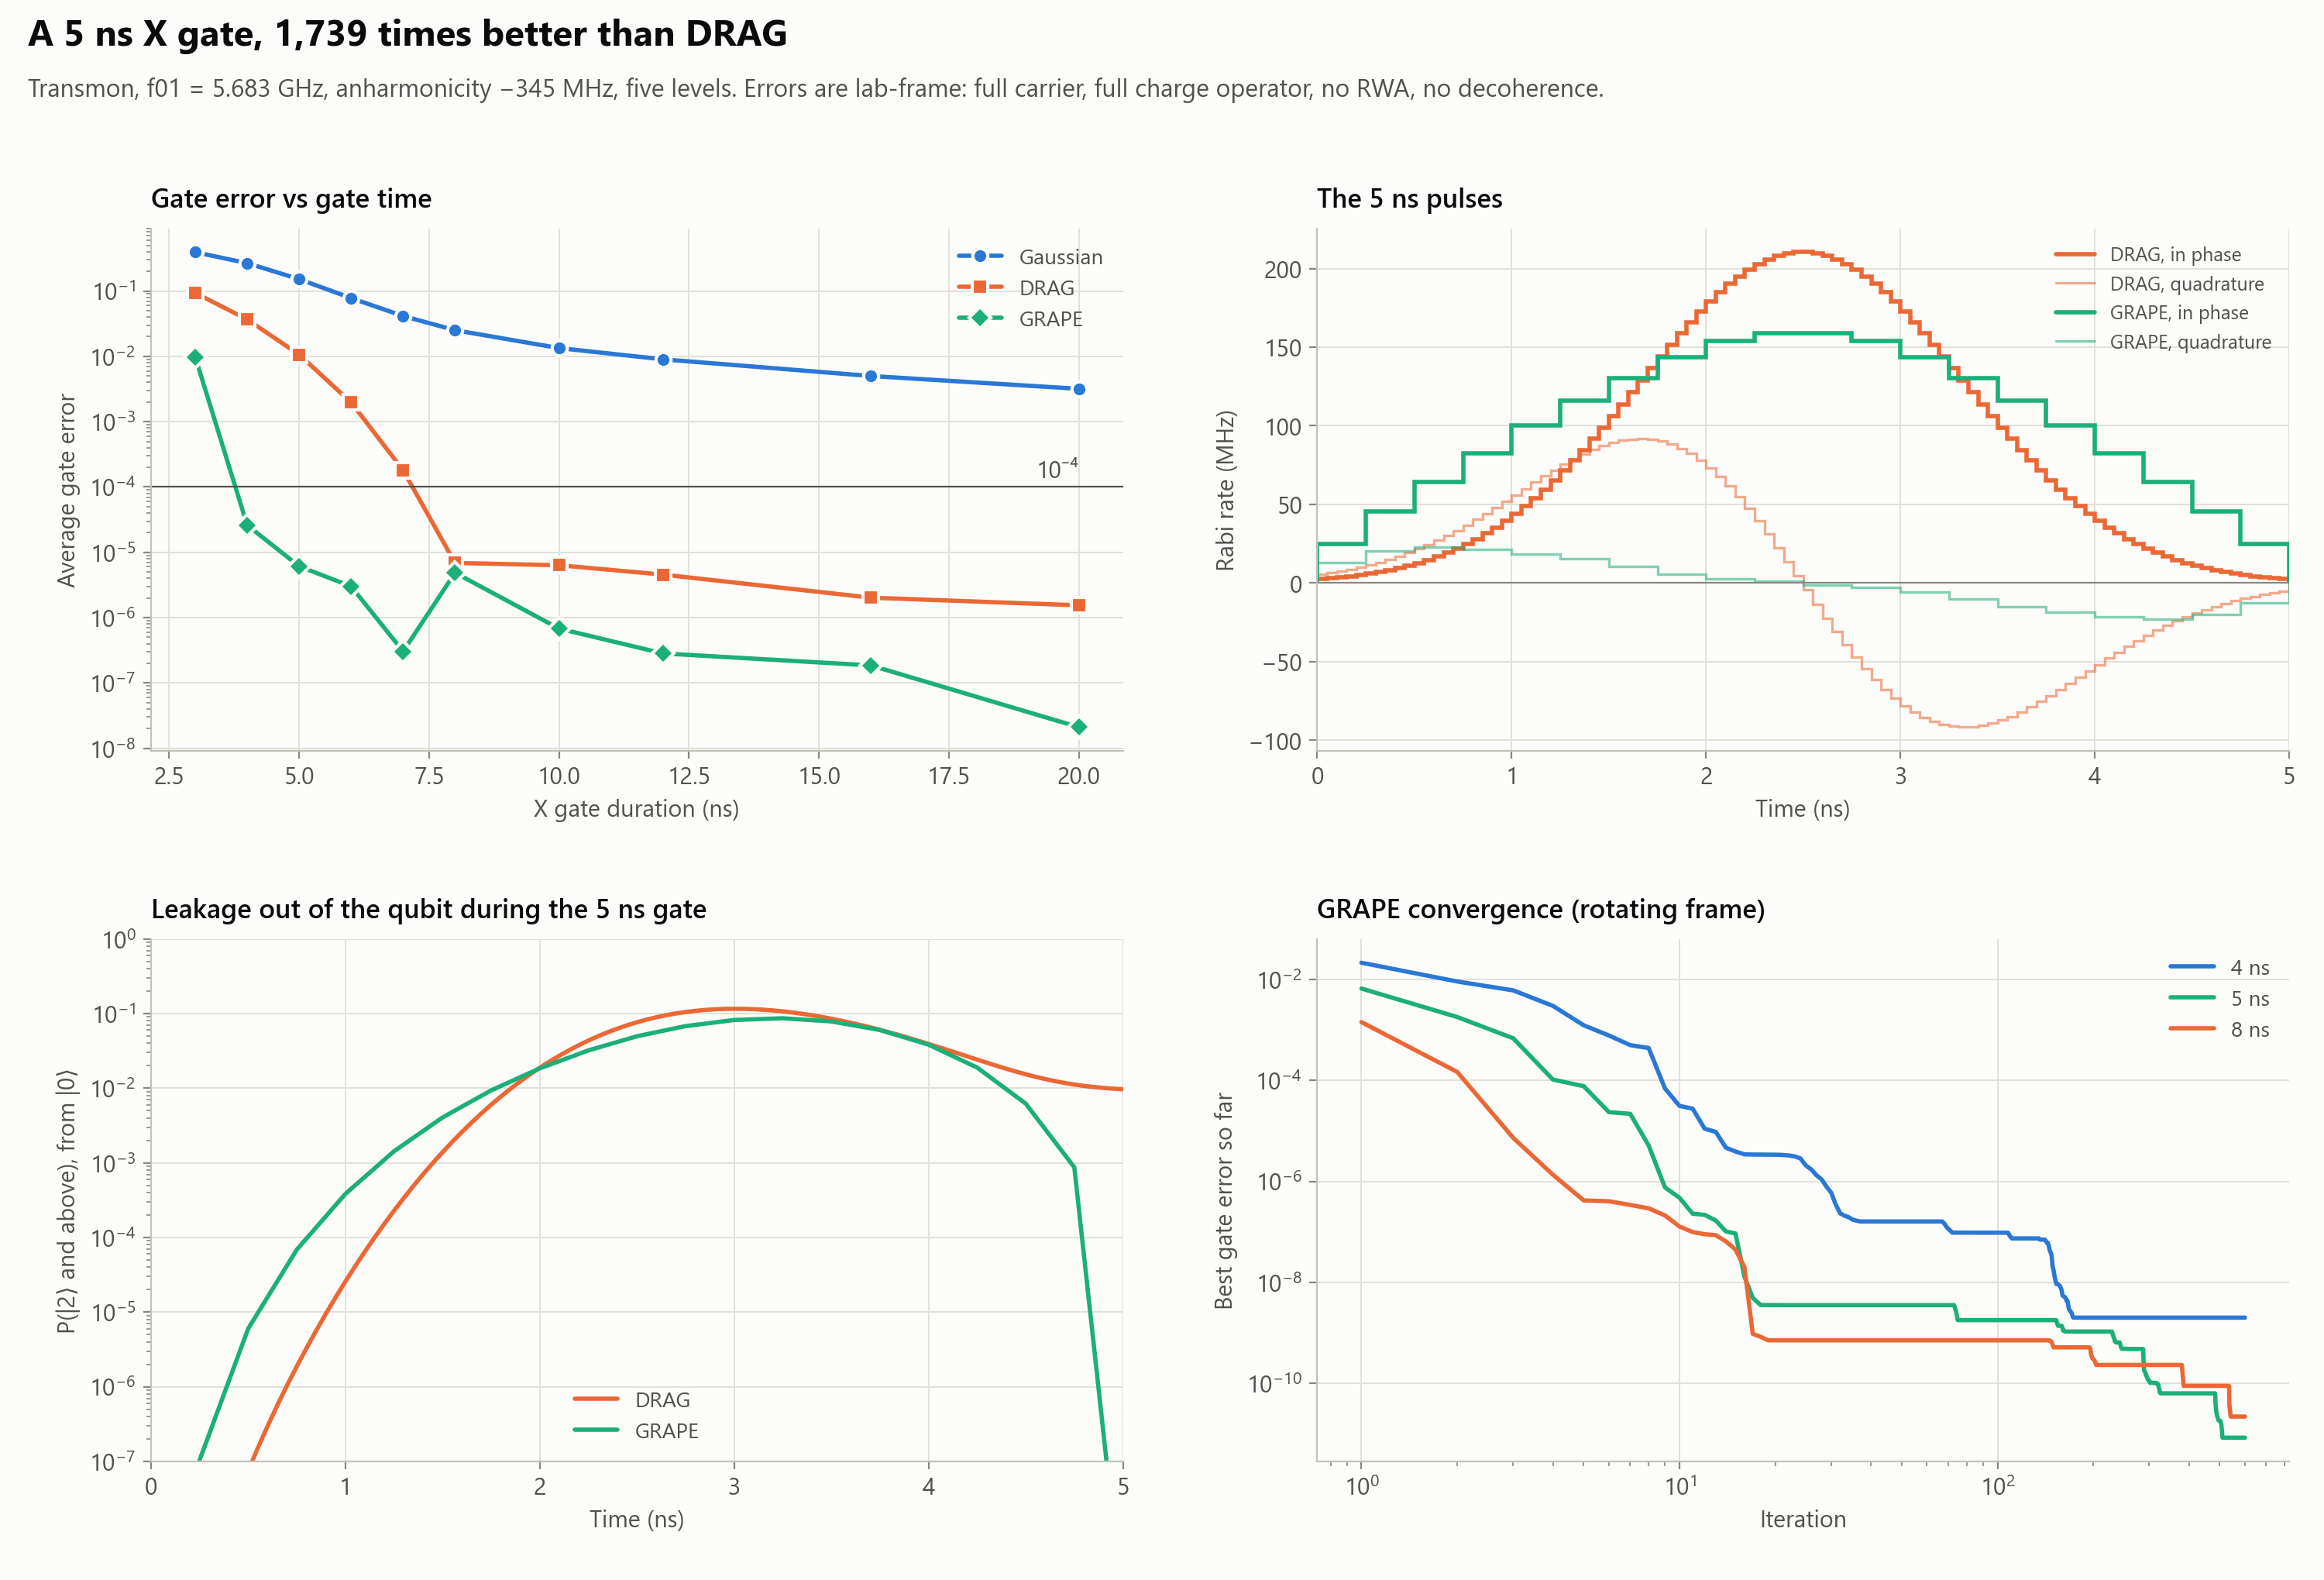 A 5 ns X gate, 1,739 times better than DRAG
Transmon, f01 = 5.683 GHz, anharmonicity −345 MHz, five levels. Errors are lab-frame: full carrier, full charge operator, no RWA, no decoherence.
Gate error vs gate time
Average gate error
10⁻¹
10⁻²
10⁻³
10⁻⁴
10⁻⁵
10⁻⁶
10⁻⁷
10⁻⁸
Gaussian
DRAG
GRAPE
10⁻⁴
2.5 5.0 7.5 10.0 12.5 15.0 17.5 20.0
X gate duration (ns)
The 5 ns pulses
Rabi rate (MHz)
200
150
100
50
0
−50
−100
DRAG, in phase
DRAG, quadrature
GRAPE, in phase
GRAPE, quadrature
0 1 2 3 4 5
Time (ns)
Leakage out of the qubit during the 5 ns gate
P(|2⟩ and above), from |0⟩
10⁰
10⁻¹
10⁻²
10⁻³
10⁻⁴
10⁻⁵
10⁻⁶
10⁻⁷
DRAG
GRAPE
0 1 2 3 4 5
Time (ns)
GRAPE convergence (rotating frame)
Best gate error so far
10⁻²
10⁻⁴
10⁻⁶
10⁻⁸
10⁻¹⁰
4 ns
5 ns
8 ns
10⁰ 10¹ 10²
Iteration